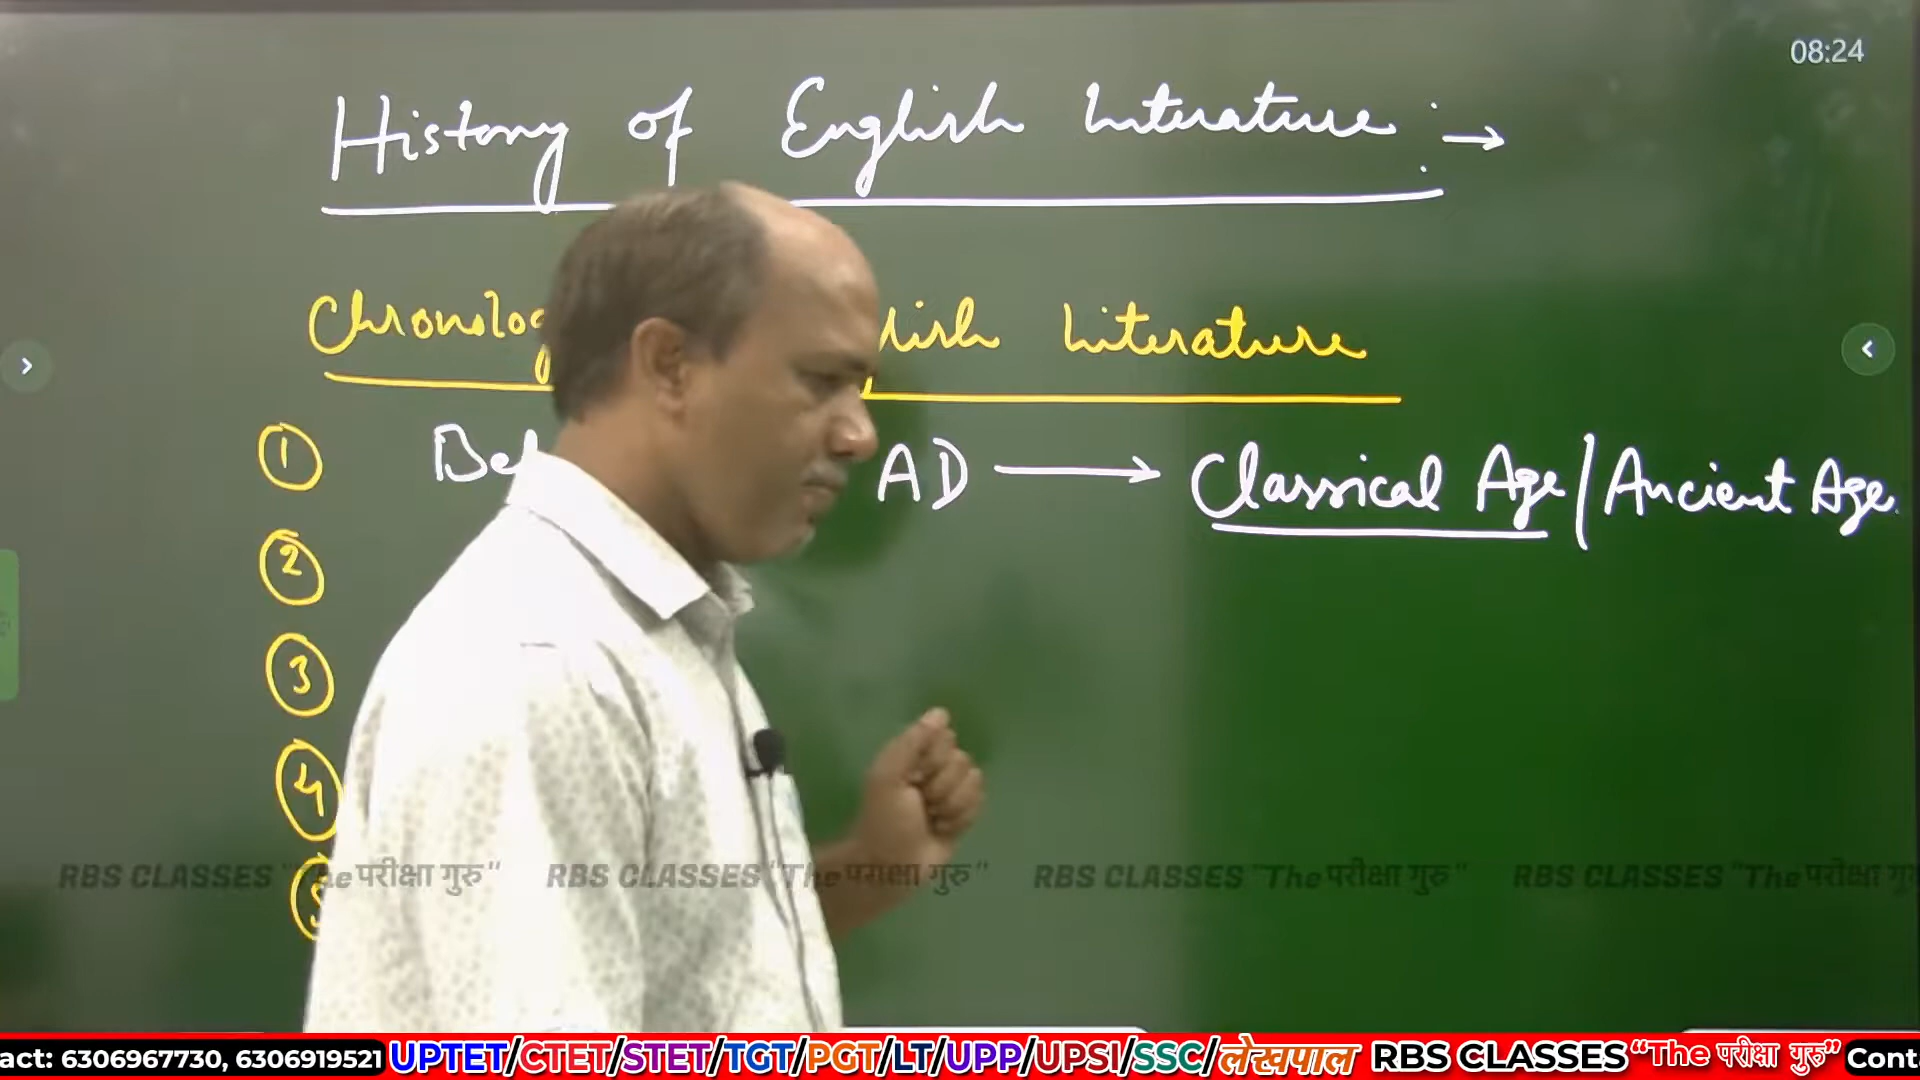 08:24
History of English Literature :→
Chronolog lish Literature
① Be AD → Classical Age/Ancient Age
②
③
④
⑤
RBS CLASSES "The परीक्षा गुरु" RBS CLASSES "The परीक्षा गुरु" RBS CLASSES "The परीक्षा गुरु" RBS CLASSES "The परीक्षा गु
act: 6306967730, 6306919521 UPTET/CTET/STET/TGT/PGT/LT/UPP/UPSI/SSC/लेखपाल RBS CLASSES "The परीक्षा गुरु" Cont